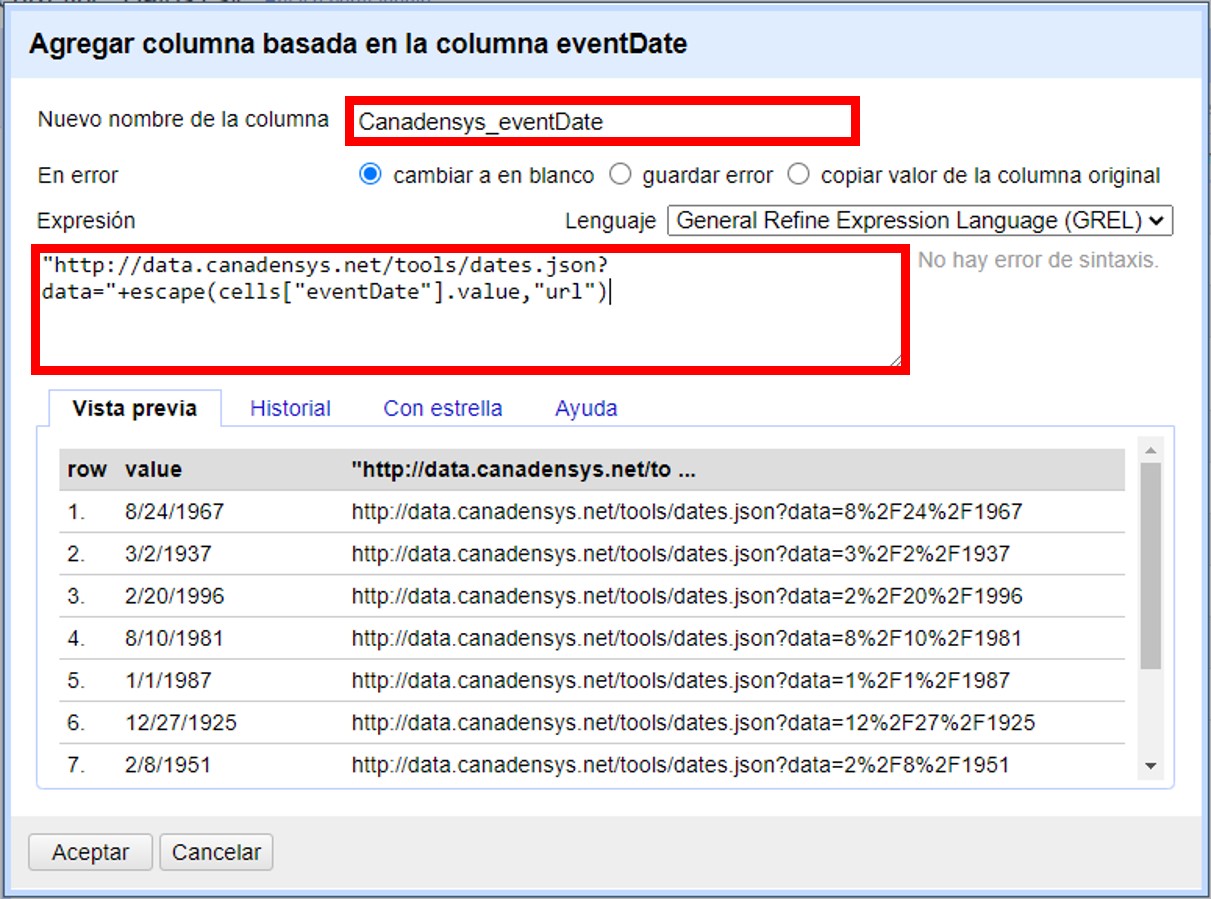 Agregar columna basada en la columna eventDate
Nuevo nombre de la columna Canadensys_eventDate
En error cambiar a en blanco guardar error copiar valor de la columna original
Expresión Lenguaje General Refine Expression Language (GREL)
"http://data.canadensys.net/tools/dates.json? No hay error de sintaxis.
data="+escape(cells["eventDate"].value,"url")
Vista previa Historial Con estrella Ayuda
row value "http://data.canadensys.net/to ...
1. 8/24/1967 http://data.canadensys.net/tools/dates.json?data=8%2F24%2F1967
2. 3/2/1937 http://data.canadensys.net/tools/dates.json?data=3%2F2%2F1937
3. 2/20/1996 http://data.canadensys.net/tools/dates.json?data=2%2F20%2F1996
4. 8/10/1981 http://data.canadensys.net/tools/dates.json?data=8%2F10%2F1981
5. 1/1/1987 http://data.canadensys.net/tools/dates.json?data=1%2F1%2F1987
6. 12/27/1925 http://data.canadensys.net/tools/dates.json?data=12%2F27%2F1925
7. 2/8/1951 http://data.canadensys.net/tools/dates.json?data=2%2F8%2F1951
Aceptar Cancelar